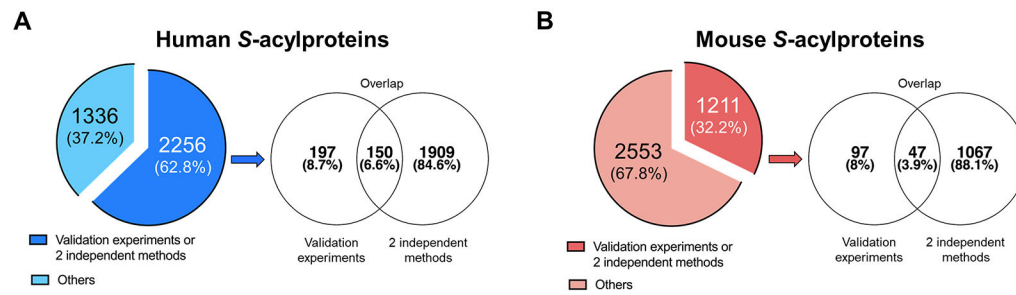 A
Human S-acylproteins
1336
(37.2%)
2256
(62.8%)
Overlap
197
(8.7%)
150
(6.6%)
1909
(84.6%)
Validation
experiments
2 independent
methods
Validation experiments or
2 independent methods
Others
B
Mouse S-acylproteins
1211
(32.2%)
2553
(67.8%)
Overlap
97
(8%)
47
(3.9%)
1067
(88.1%)
Validation
experiments
2 independent
methods
Validation experiments or
2 independent methods
Others